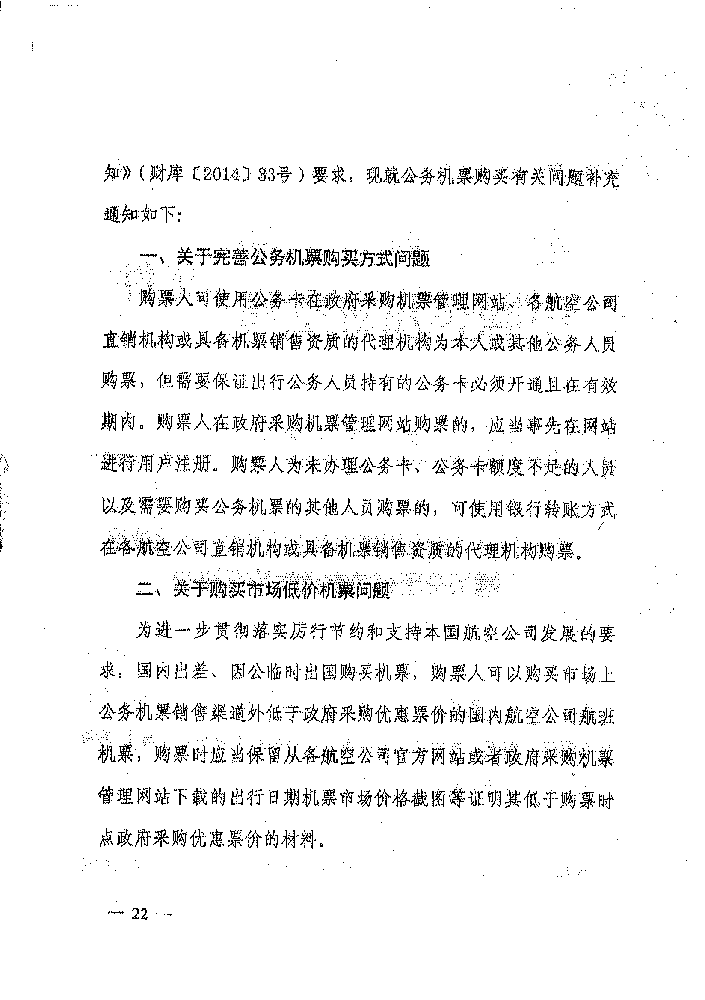 知》（财库〔2014〕33号）要求，现就公务机票购买有关问题补充
通知如下：
一、关于完善公务机票购买方式问题
购票人可使用公务卡在政府采购机票管理网站、各航空公司
直销机构或具备机票销售资质的代理机构为本人或其他公务人员
购票，但需要保证出行公务人员持有的公务卡必须开通且在有效
期内。购票人在政府采购机票管理网站购票的，应当事先在网站
进行用户注册。购票人为未办理公务卡、公务卡额度不足的人员
以及需要购买公务机票的其他人员购票的，可使用银行转账方式
在各航空公司直销机构或具备机票销售资质的代理机构购票。
二、关于购买市场低价机票问题
为进一步贯彻落实厉行节约和支持本国航空公司发展的要
求，国内出差、因公临时出国购买机票，购票人可以购买市场上
公务机票销售渠道外低于政府采购优惠票价的国内航空公司航班
机票，购票时应当保留从各航空公司官方网站或者政府采购机票
管理网站下载的出行日期机票市场价格截图等证明其低于购票时
点政府采购优惠票价的材料。
— 22 —